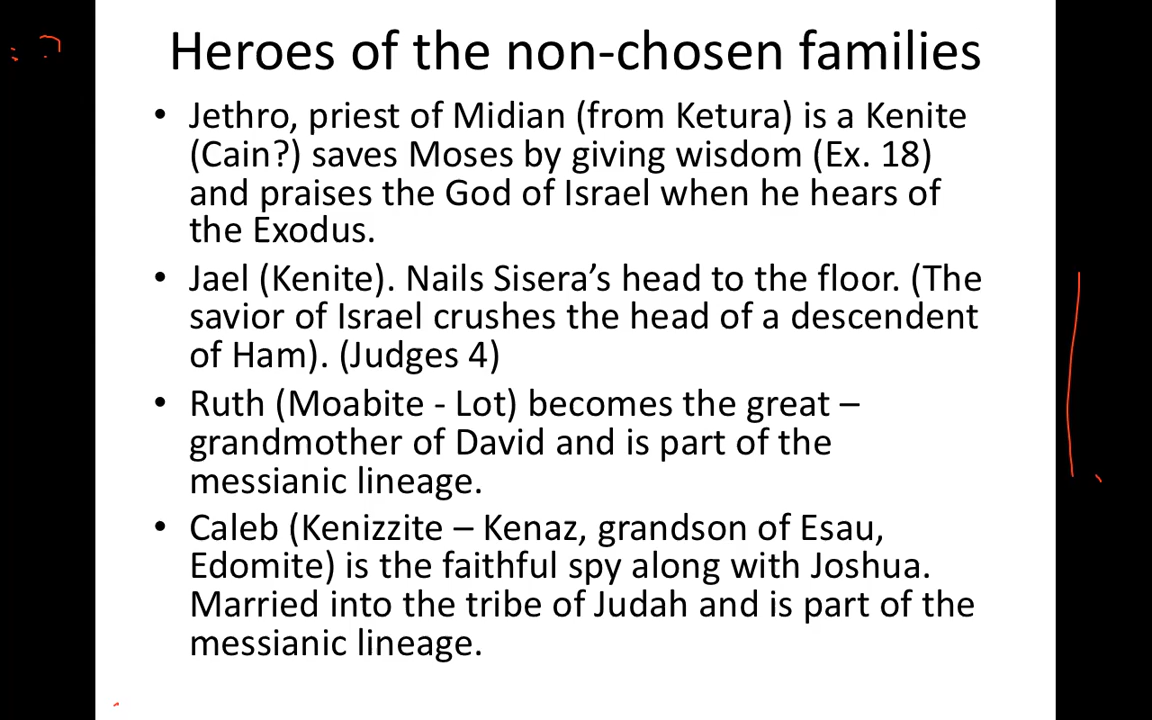 Heroes of the non-chosen families
• Jethro, priest of Midian (from Ketura) is a Kenite
(Cain?) saves Moses by giving wisdom (Ex. 18)
and praises the God of Israel when he hears of
the Exodus.
• Jael (Kenite). Nails Sisera’s head to the floor. (The
savior of Israel crushes the head of a descendent
of Ham). (Judges 4)
• Ruth (Moabite - Lot) becomes the great –
grandmother of David and is part of the
messianic lineage.
• Caleb (Kenizzite – Kenaz, grandson of Esau,
Edomite) is the faithful spy along with Joshua.
Married into the tribe of Judah and is part of the
messianic lineage.